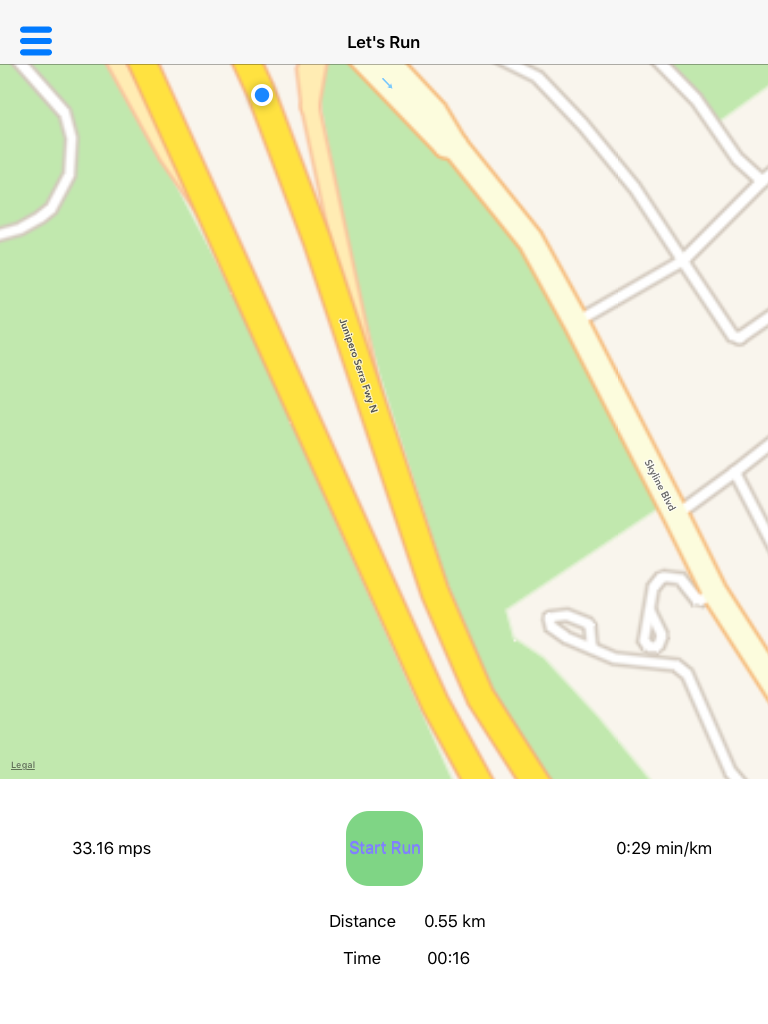 Let's Run
Junipero Serra Fwy N
Skyline Blvd
Legal
33.16 mps
Start Run
0:29 min/km
Distance 0.55 km
Time 00:16